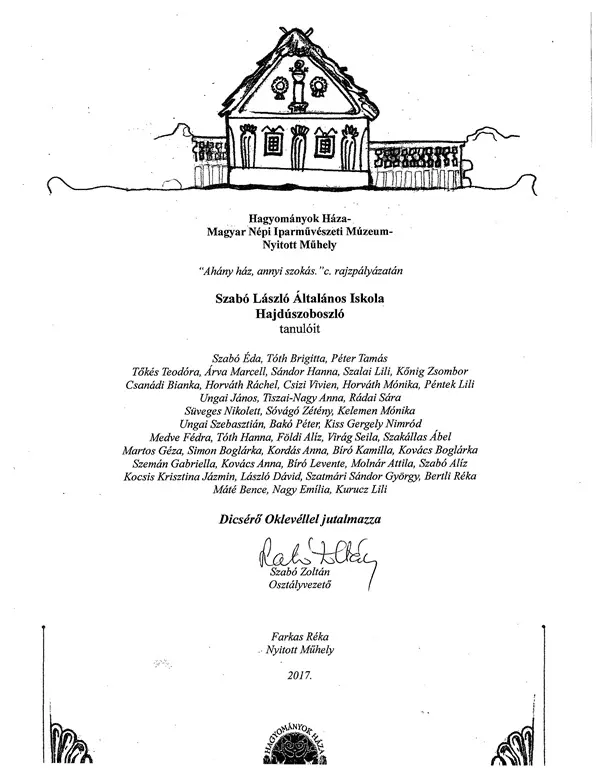 Hagyományok Háza-
Magyar Népi Iparművészeti Múzeum-
Nyitott Műhely
"Ahány ház, annyi szokás."c. rajzpályázatán
Szabó László Általános Iskola
Hajdúszoboszló
tanulóit
Szabó Éda, Tóth Brigitta, Péter Tamás
Tőkés Teodóra, Árva Marcell, Sándor Hanna, Szalai Lili, Kőnig Zsombor
Csanádi Bianka, Horváth Ráchel, Csizi Vivien, Horváth Mónika, Péntek Lili
Ungai János, Tiszai-Nagy Anna, Rádai Sára
Süveges Nikolett, Sóvágó Zétény, Kelemen Mónika
Ungai Szebasztián, Bakó Péter, Kiss Gergely Nimród
Medve Fédra, Tóth Hanna, Földi Alíz, Virág Seila, Szakállas Ábel
Martos Géza, Simon Boglárka, Kordás Anna, Bíró Kamilla, Kovács Boglárka
Szemán Gabriella, Kovács Anna, Bíró Levente, Molnár Attila, Szabó Alíz
Kocsis Krisztina Jázmin, László Dávid, Szatmári Sándor György, Bertli Réka
Máté Bence, Nagy Emília, Kurucz Lili
Dicsérő Oklevéllel jutalmazza
Szabó Zoltán
Osztályvezető
Farkas Réka
Nyitott Műhely
2017.
HAGYOMÁNYOK HÁZA